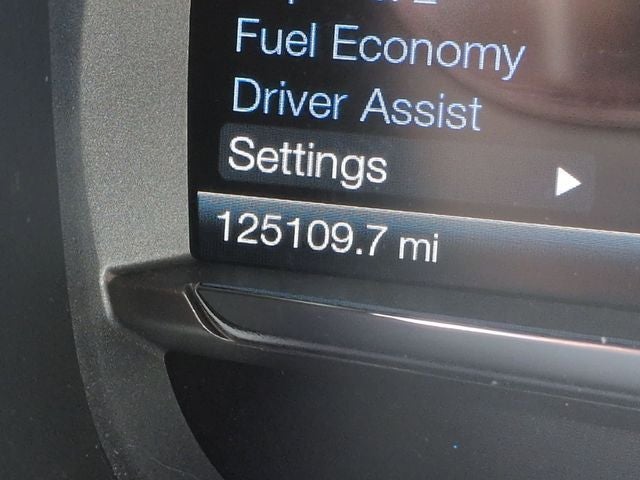 Fuel Economy
Driver Assist
Settings
125109.7 mi